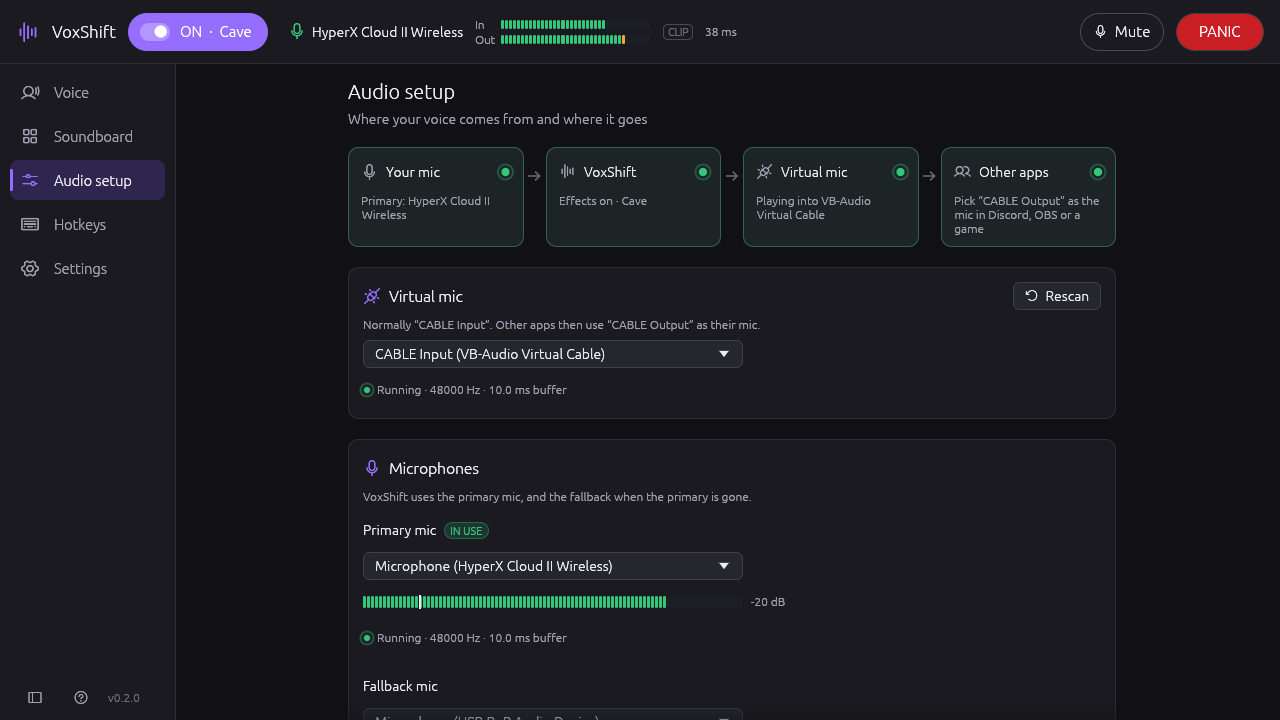 VoxShift
ON · Cave
HyperX Cloud II Wireless
In
Out
CLIP
38 ms
Mute
PANIC
Voice
Soundboard
Audio setup
Hotkeys
Settings
v0.2.0
Audio setup
Where your voice comes from and where it goes
Your mic
Primary: HyperX Cloud II
Wireless
VoxShift
Effects on · Cave
Virtual mic
Playing into VB-Audio
Virtual Cable
Other apps
Pick “CABLE Output” as the
mic in Discord, OBS or a
game
Virtual mic
Rescan
Normally “CABLE Input”. Other apps then use “CABLE Output” as their mic.
CABLE Input (VB-Audio Virtual Cable)
Running · 48000 Hz · 10.0 ms buffer
Microphones
VoxShift uses the primary mic, and the fallback when the primary is gone.
Primary mic
IN USE
Microphone (HyperX Cloud II Wireless)
-20 dB
Running · 48000 Hz · 10.0 ms buffer
Fallback mic